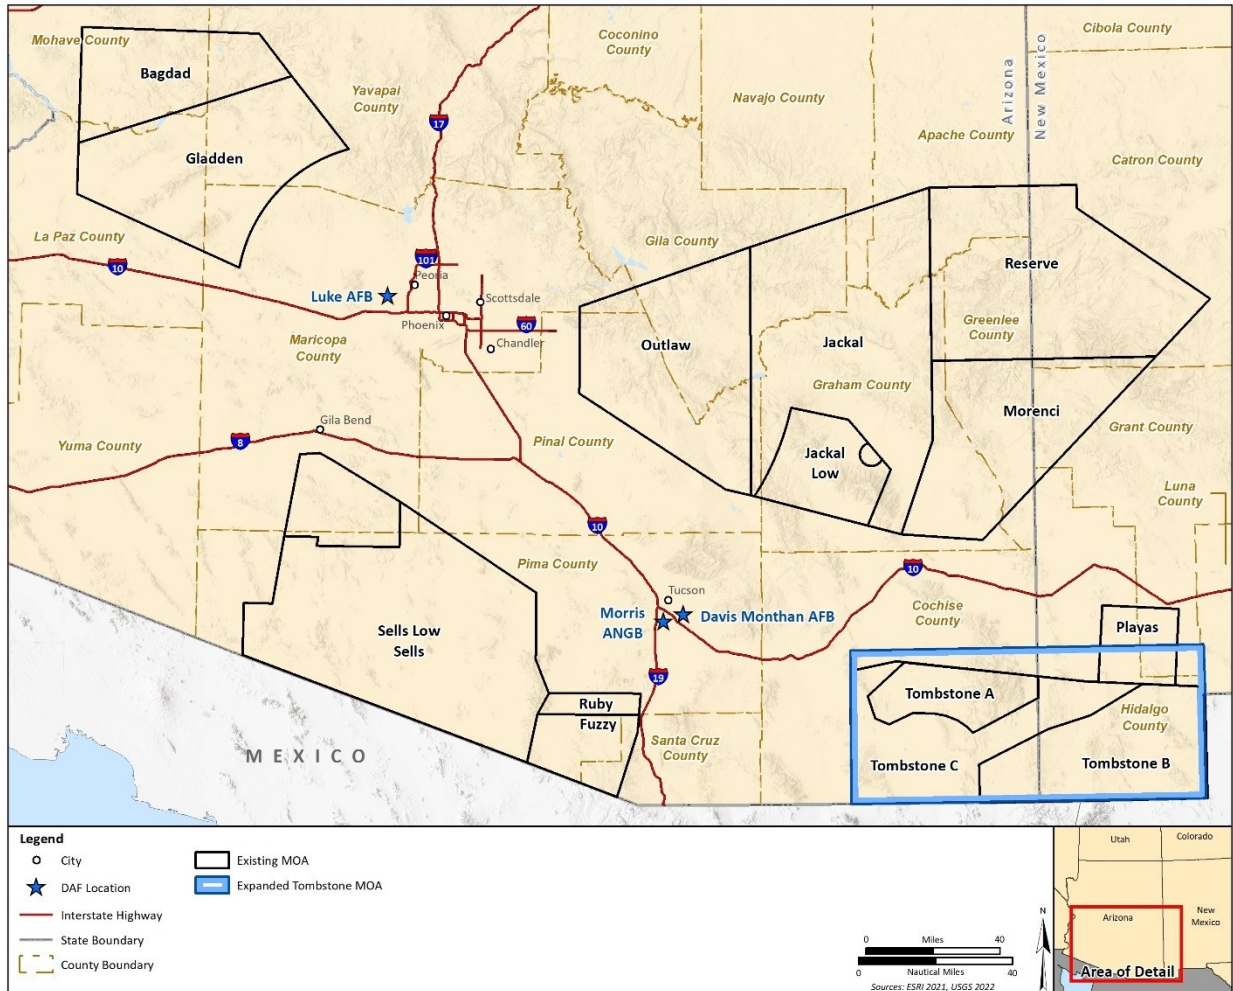 Mohave County
Bagdad
Yavapai
County
Coconino
County
Navajo County
Arizona
New Mexico
Cibola County
17
Apache County
Catron County
Gladden
La Paz County
10
Gila County
Reserve
101
Peoria
Luke AFB
Scottsdale
Phoenix
60
Chandler
Maricopa
County
Outlaw
Jackal
Greenlee
County
Graham County
Morenci
Grant County
Gila Bend
Yuma County
8
Pinal County
Jackal
Low
Luna
County
10
Pima County
10
Tucson
Cochise
County
Morris
ANGB
Davis Monthan AFB
Playas
Sells Low
Sells
19
Ruby
Fuzzy
Tombstone A
Hidalgo
County
MEXICO
Santa Cruz
County
Tombstone C
Tombstone B
Legend
City
DAF Location
Interstate Highway
State Boundary
County Boundary
Existing MOA
Expanded Tombstone MOA
0 Miles 40
0 Nautical Miles 40
Sources: ESRI 2021, USGS 2022
N
Utah
Colorado
Arizona
New
Mexico
Area of Detail